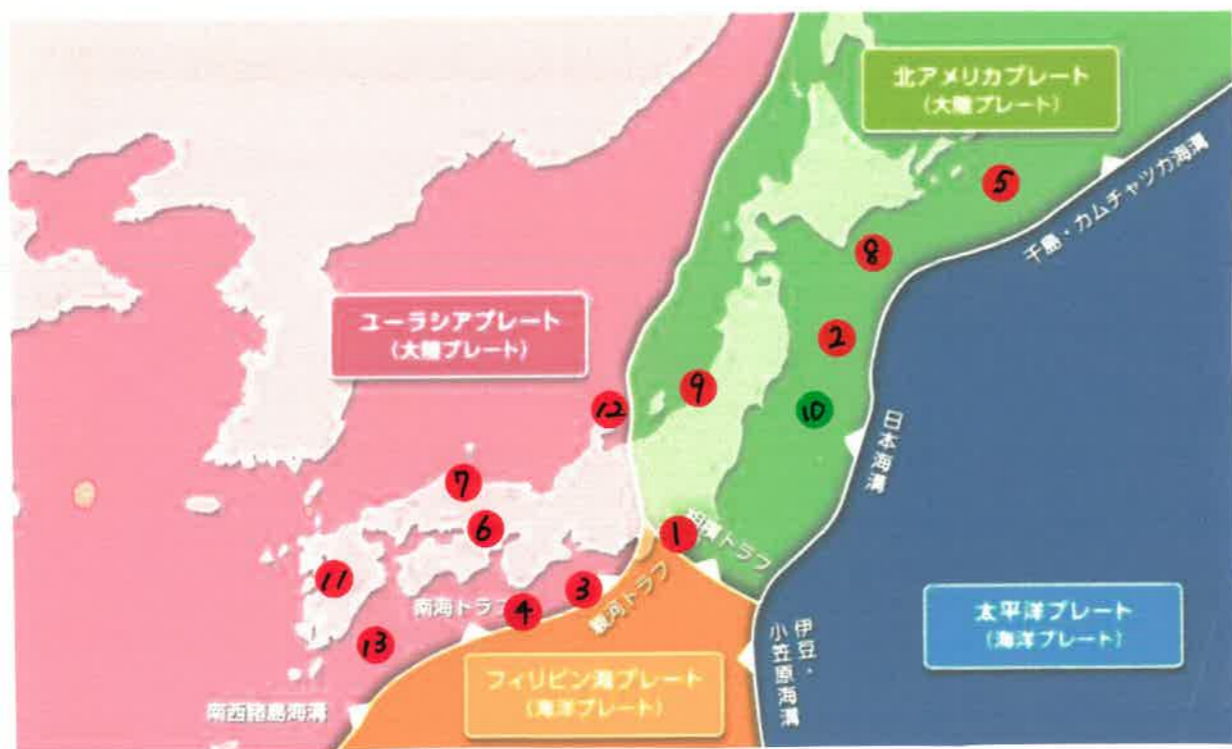 北アメリカプレート
(大陸プレート)
5
千島・カムチャツカ海溝
8
ユーラシアプレート
(大陸プレート)
2
9
12
10
日本海溝
7
6
1
相模トラフ
11
3
南海トラフ
4
駿河トラフ
太平洋プレート
(海洋プレート)
13
伊豆・
小笠原海溝
フィリピン海プレート
(海洋プレート)
南西諸島海溝